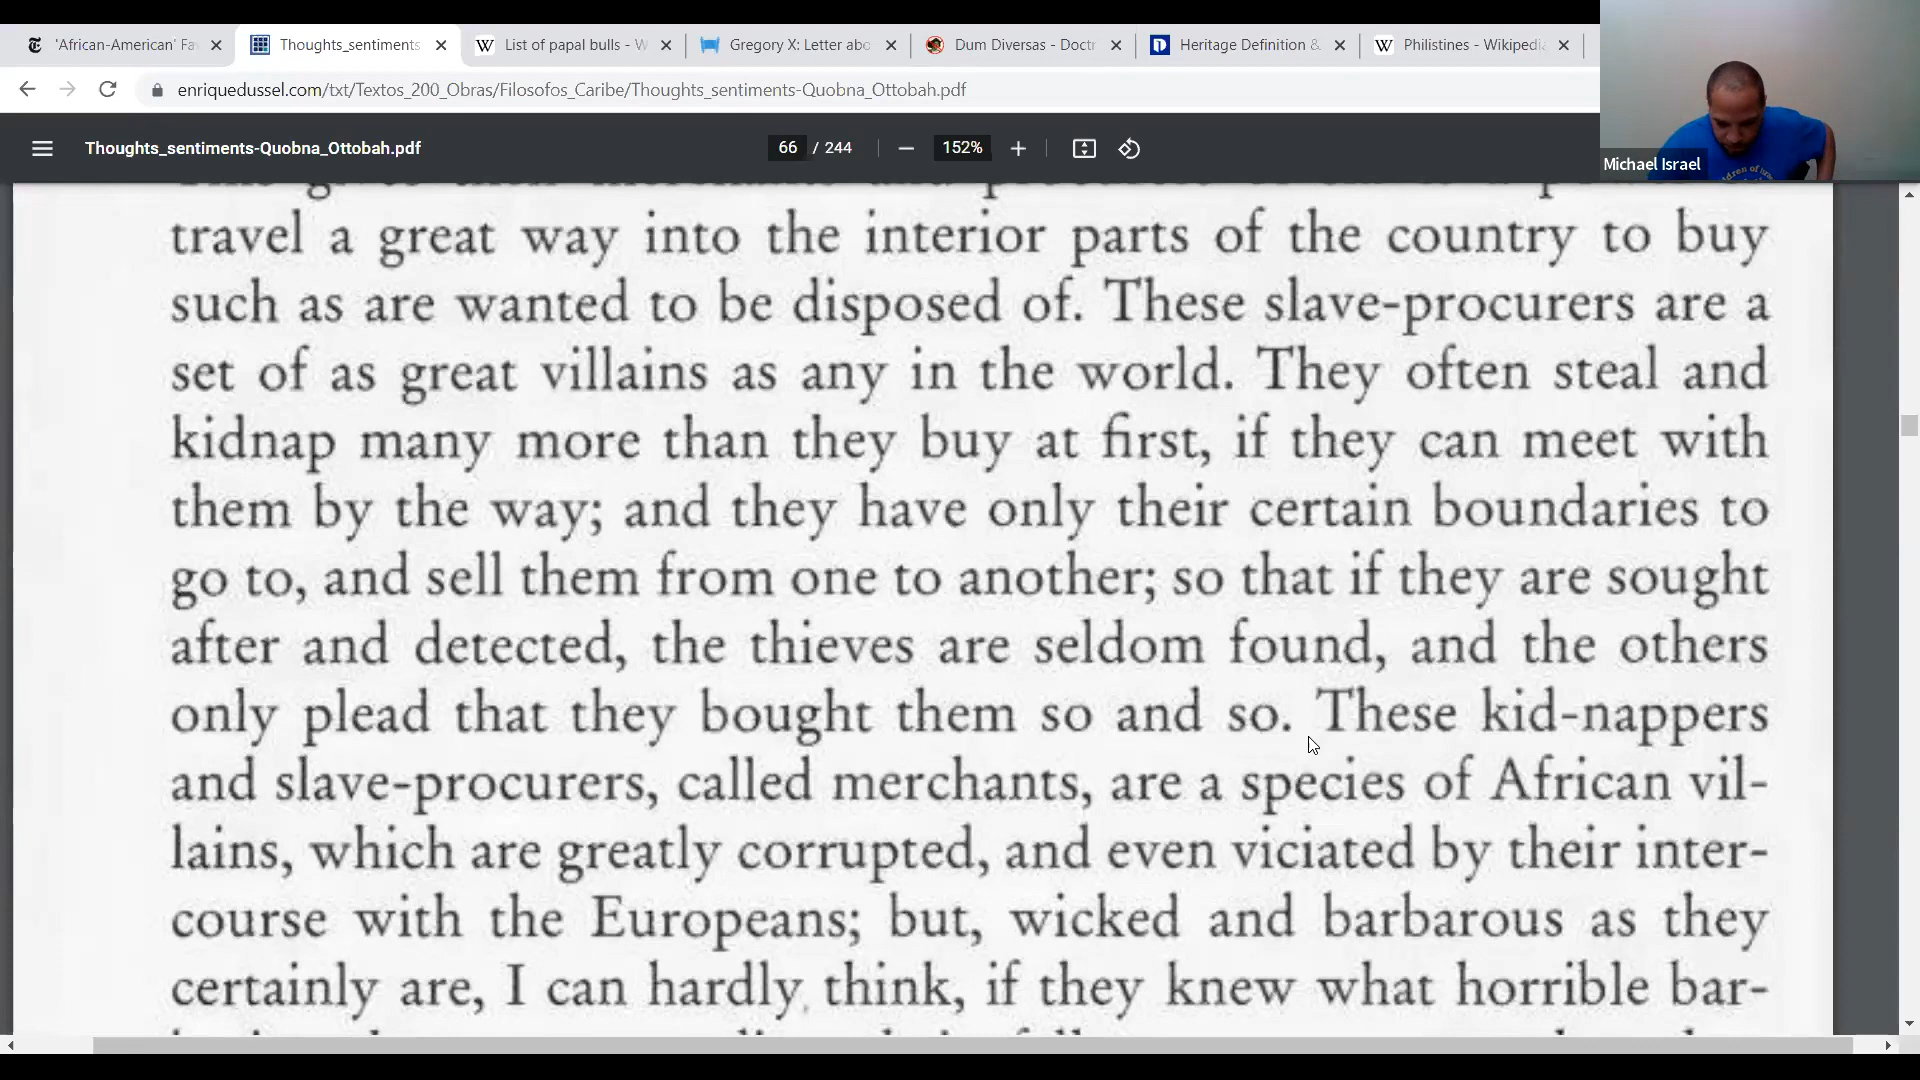 'African-American' Fa
Thoughts_sentiments
List of papal bulls - W
Gregory X: Letter abo
Dum Diversas - Doctr
Heritage Definition &
Philistines - Wikipedi
enriquedussel.com/txt/Textos_200_Obras/Filosofos_Caribe/Thoughts_sentiments-Quobna_Ottobah.pdf
Thoughts_sentiments-Quobna_Ottobah.pdf
66 / 244
152%
Michael Israel
travel a great way into the interior parts of the country to buy
such as are wanted to be disposed of. These slave-procurers are a
set of as great villains as any in the world. They often steal and
kidnap many more than they buy at first, if they can meet with
them by the way; and they have only their certain boundaries to
go to, and sell them from one to another; so that if they are sought
after and detected, the thieves are seldom found, and the others
only plead that they bought them so and so. These kid-nappers
and slave-procurers, called merchants, are a species of African vil-
lains, which are greatly corrupted, and even viciated by their inter-
course with the Europeans; but, wicked and barbarous as they
certainly are, I can hardly think, if they knew what horrible bar-